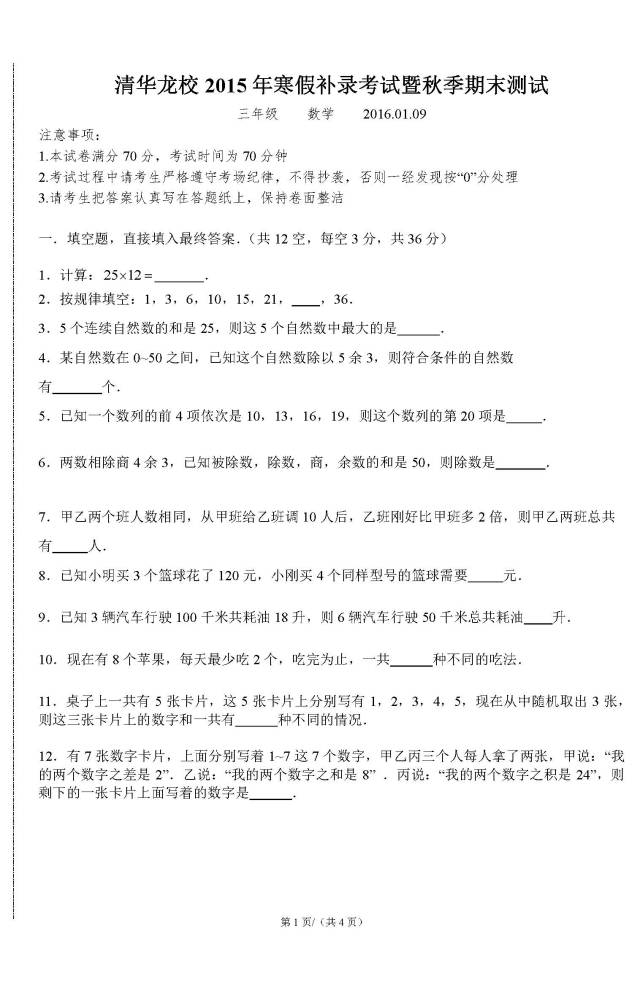 清华龙校 2015 年寒假补录考试暨秋季期末测试
三年级 数学 2016.01.09
注意事项：
1.本试卷满分 70 分，考试时间为 70 分钟
2.考试过程中请考生严格遵守考场纪律，不得抄袭，否则一经发现按“0”分处理
3.请考生把答案认真写在答题纸上，保持卷面整洁
一．填空题，直接填入最终答案．（共 12 空，每空 3 分，共 36 分）
1．计算：25×12＝_______．
2．按规律填空：1，3，6，10，15，21，____，36．
3．5 个连续自然数的和是 25，则这 5 个自然数中最大的是______．
4．某自然数在 0~50 之间，已知这个自然数除以 5 余 3，则符合条件的自然数
有_______个．
5．已知一个数列的前 4 项依次是 10，13，16，19，则这个数列的第 20 项是_____．
6．两数相除商 4 余 3，已知被除数，除数，商，余数的和是 50，则除数是_______．
7．甲乙两个班人数相同，从甲班给乙班调 10 人后，乙班刚好比甲班多 2 倍，则甲乙两班总共
有_____人．
8．已知小明买 3 个篮球花了 120 元，小刚买 4 个同样型号的篮球需要_____元．
9．已知 3 辆汽车行驶 100 千米共耗油 18 升，则 6 辆汽车行驶 50 千米总共耗油____升．
10．现在有 8 个苹果，每天最少吃 2 个，吃完为止，一共______种不同的吃法．
11．桌子上一共有 5 张卡片，这 5 张卡片上分别写有 1，2，3，4，5，现在从中随机取出 3 张，
则这三张卡片上的数字和一共有______种不同的情况．
12．有 7 张数字卡片，上面分别写着 1~7 这 7 个数字，甲乙丙三个人每人拿了两张，甲说：“我
的两个数字之差是 2”．乙说：“我的两个数字之和是 8” ．丙说：“我的两个数字之积是 24”，则
剩下的一张卡片上面写着的数字是______．
第 1 页/（共 4 页）